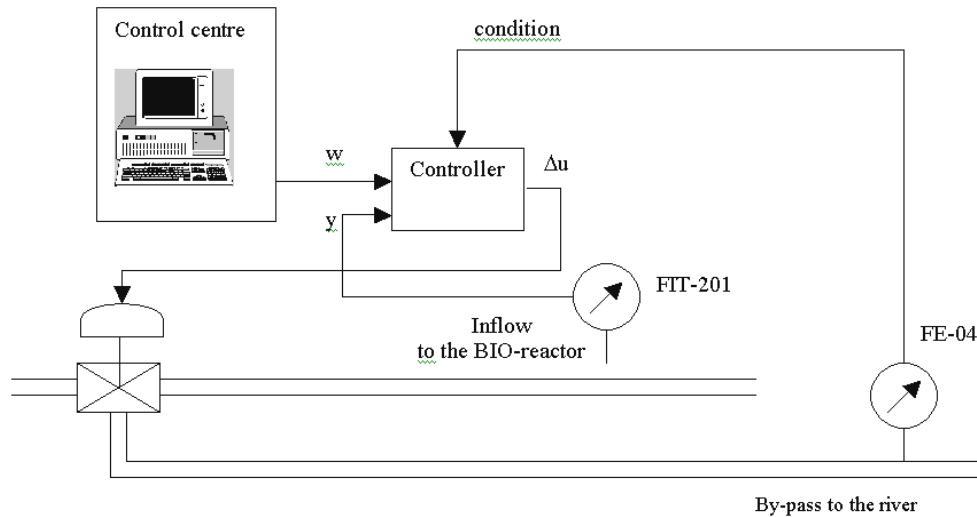 Control centre
condition
w
Controller
Δu
y
FIT-201
Inflow
to the BIO-reactor
FE-04
By-pass to the river